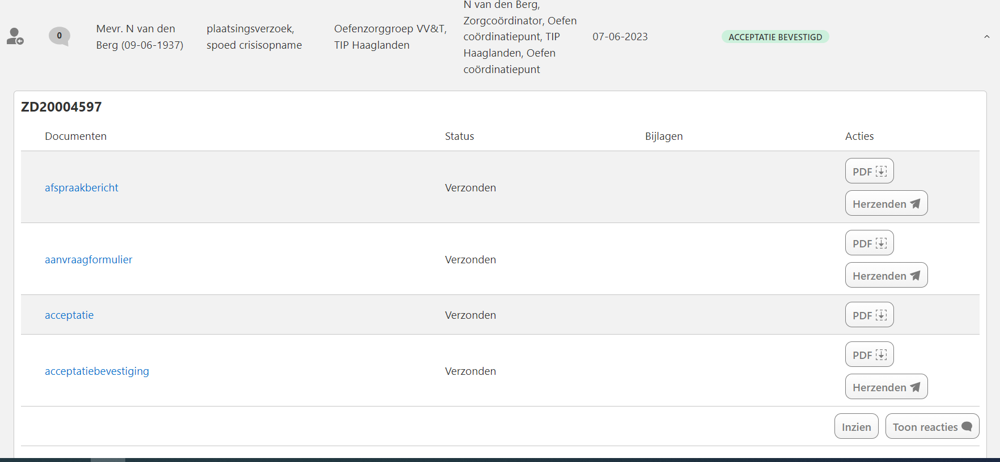 0
Mevr. N van den
Berg (09-06-1937)
plaatsingsverzoek,
spoed crisisopname
Oefenzorggroep VV&T,
TIP Haaglanden
N van den Berg,
Zorgcoördinator, Oefen
coördinatiepunt, TIP
Haaglanden, Oefen
coördinatiepunt
07-06-2023
ACCEPTATIE BEVESTIGD
ZD20004597
Documenten Status Bijlagen Acties
afspraakbericht Verzonden PDF
Herzenden
aanvraagformulier Verzonden PDF
Herzenden
acceptatie Verzonden PDF
acceptatiebevestiging Verzonden PDF
Herzenden
Inzien Toon reacties